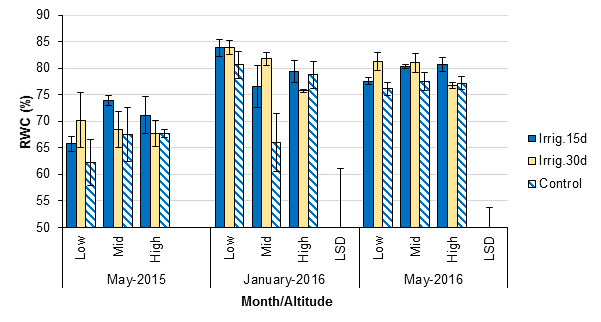 90
85
80
75
70
65
60
55
50
RWC (%)
Low
Mid
High
Low
Mid
High
LSD
Low
Mid
High
LSD
May-2015
January-2016
May-2016
Month/Altitude
Irrig.15d
Irrig.30d
Control